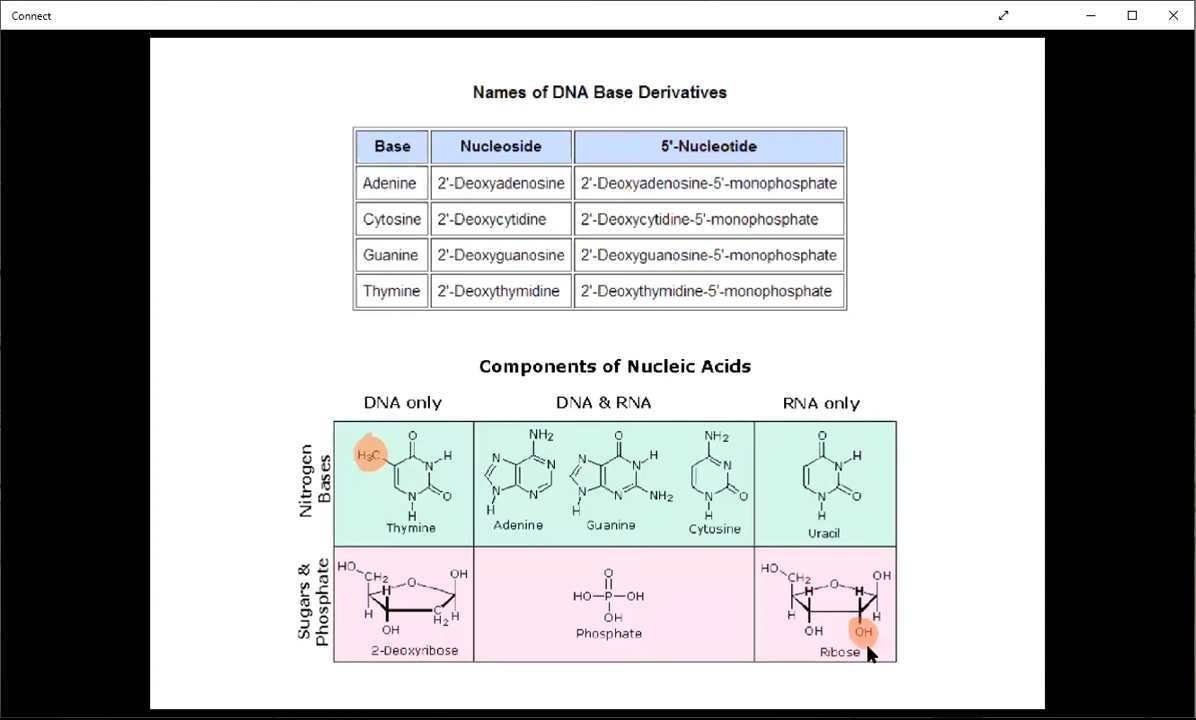 Connect
Names of DNA Base Derivatives
Base Nucleoside 5'-Nucleotide
Adenine 2'-Deoxyadenosine 2'-Deoxyadenosine-5'-monophosphate
Cytosine 2'-Deoxycytidine 2'-Deoxycytidine-5'-monophosphate
Guanine 2'-Deoxyguanosine 2'-Deoxyguanosine-5'-monophosphate
Thymine 2'-Deoxythymidine 2'-Deoxythymidine-5'-monophosphate
Components of Nucleic Acids
DNA only DNA & RNA RNA only
Nitrogen
Bases
H₃C O N H O N H
Thymine
NH₂ N N N N H
Adenine
O N N H N N NH₂ H
Guanine
NH₂ N N O H
Cytosine
O N H N O H
Uracil
Sugars &
Phosphate
HO CH₂ O OH H H H OH C H₂
2-Deoxyribose
O
HO P OH
OH
Phosphate
HO CH₂ O OH H H H H OH OH
Ribose